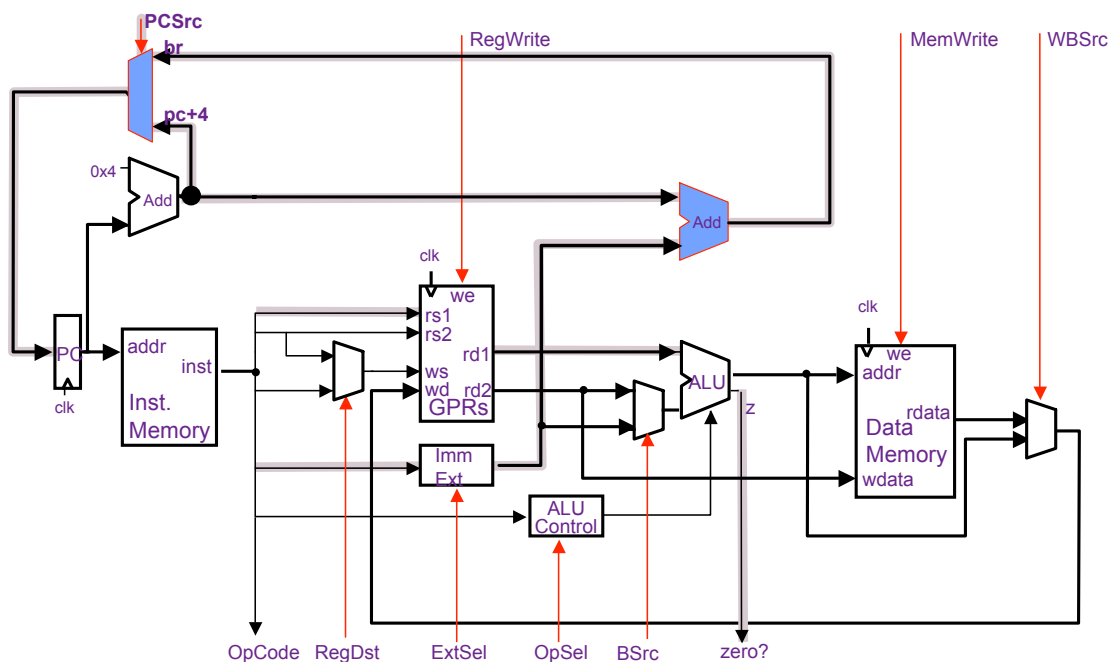 PCSrc
br
RegWrite
MemWrite
WBSrc
pc+4
0x4
Add
Add
clk
we
rs1
rs2
rd1
ws
wd
rd2
GPRs
clk
we
addr
rdata
Data
Memory
wdata
PC
clk
addr
inst
Inst.
Memory
ALU
z
Imm
Ext
ALU
Control
OpCode
RegDst
ExtSel
OpSel
BSrc
zero?